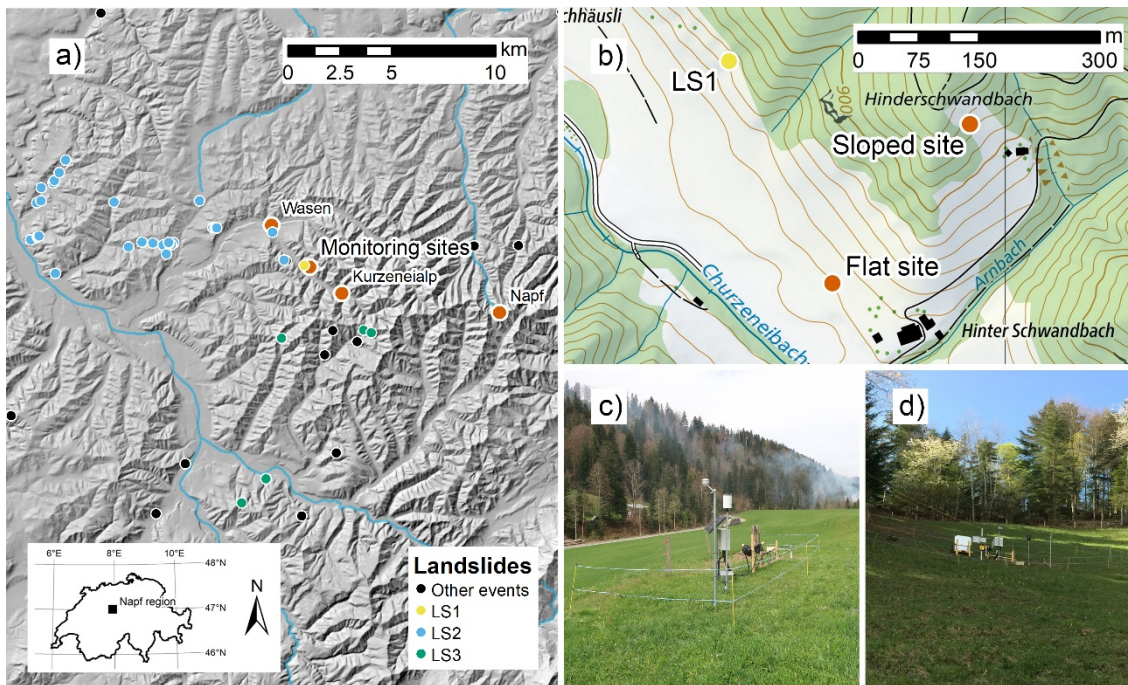 a)
km
0 2.5 5 10
Wasen
Monitoring sites
Kurzeneialp
Napf
6°E 8°E 10°E
48°N
47°N
46°N
Napf region
N
Landslides
Other events
LS1
LS2
LS3
b)
chhäusli
m
0 75 150 300
LS1
900
Hinderschwandbach
Sloped site
Flat site
Churzeneibach
Arnbach
Hinter Schwandbach
c)
d)